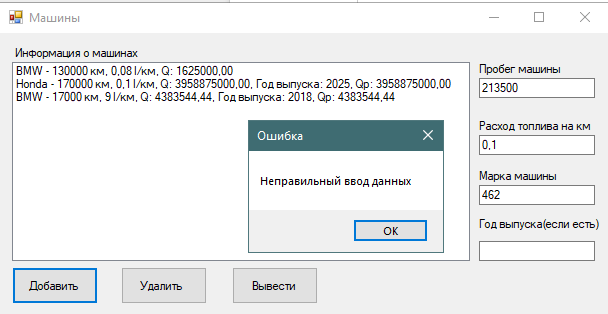 Машины
Информация о машинах
BMW - 130000 км, 0,08 l/км, Q: 1625000,00
Honda - 170000 км, 0,1 l/км, Q: 3958875000,00, Год выпуска: 2025, Qp: 3958875000,00
BMW - 17000 км, 9 l/км, Q: 4383544,44, Год выпуска: 2018, Qp: 4383544,44
Ошибка
Неправильный ввод данных
OK
Пробег машины
213500
Расход топлива на км
0,1
Марка машины
462
Год выпуска(если есть)
Добавить
Удалить
Вывести